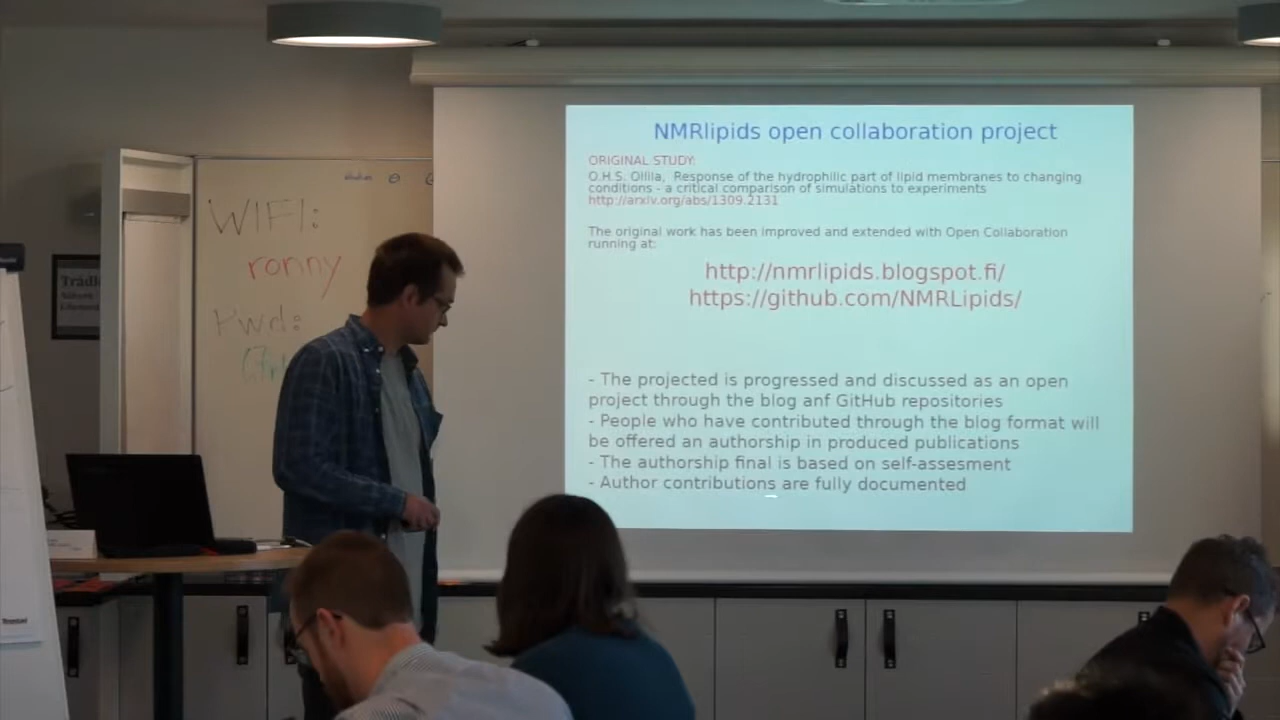 NMRlipids open collaboration project
ORIGINAL STUDY:
O.H.S. Ollila, Response of the hydrophilic part of lipid membranes to changing
conditions - a critical comparison of simulations to experiments
http://arxiv.org/abs/1309.2131
The original work has been improved and extended with Open Collaboration
running at:
http://nmrlipids.blogspot.fi/
https://github.com/NMRLipids/
- The projected is progressed and discussed as an open
project through the blog anf GitHub repositories
- People who have contributed through the blog format will
be offered an authorship in produced publications
- The authorship final is based on self-assesment
- Author contributions are fully documented
WIFI:
ronny
Pwd:
Trådl